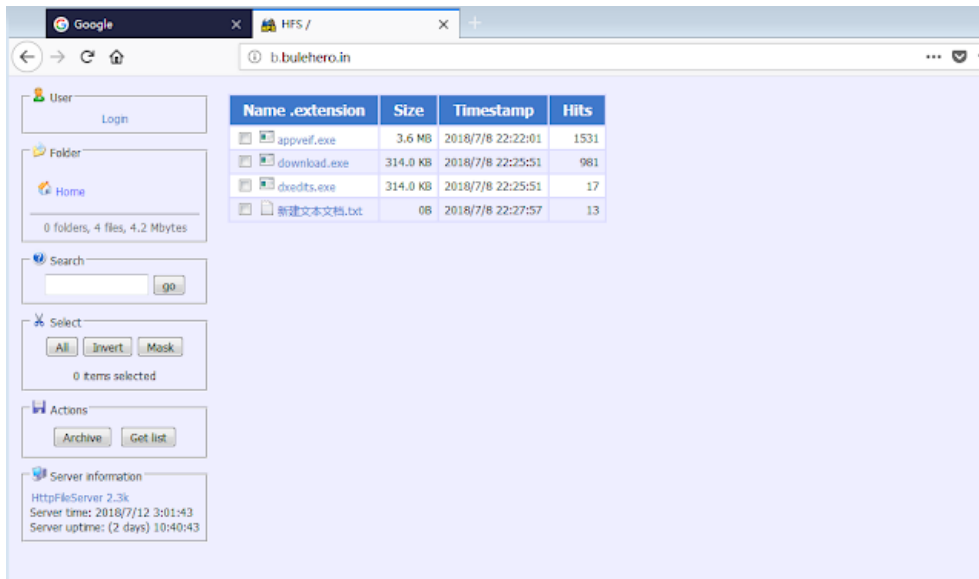 Google
HFS /
b.bulehero.in
User
Login
Folder
Home
0 folders, 4 files, 4.2 Mbytes
Search
go
Select
All Invert Mask
0 items selected
Actions
Archive Get list
Server information
HttpFileServer 2.3k
Server time: 2018/7/12 3:01:43
Server uptime: (2 days) 10:40:43
Name .extension Size Timestamp Hits
appveif.exe 3.6 MB 2018/7/8 22:22:01 1531
download.exe 314.0 KB 2018/7/8 22:25:51 981
dxedits.exe 314.0 KB 2018/7/8 22:25:51 17
新建文本文档.txt 0B 2018/7/8 22:27:57 13